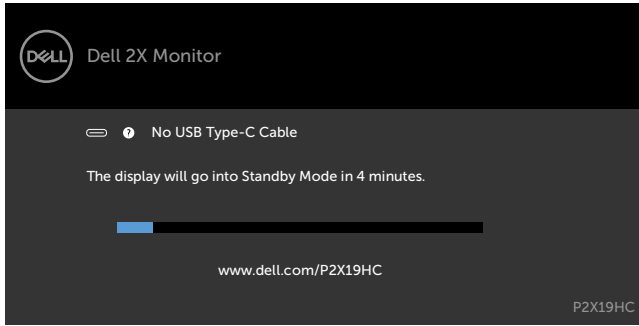 DELL
Dell 2X Monitor
? No USB Type-C Cable
The display will go into Standby Mode in 4 minutes.
www.dell.com/P2X19HC
P2X19HC